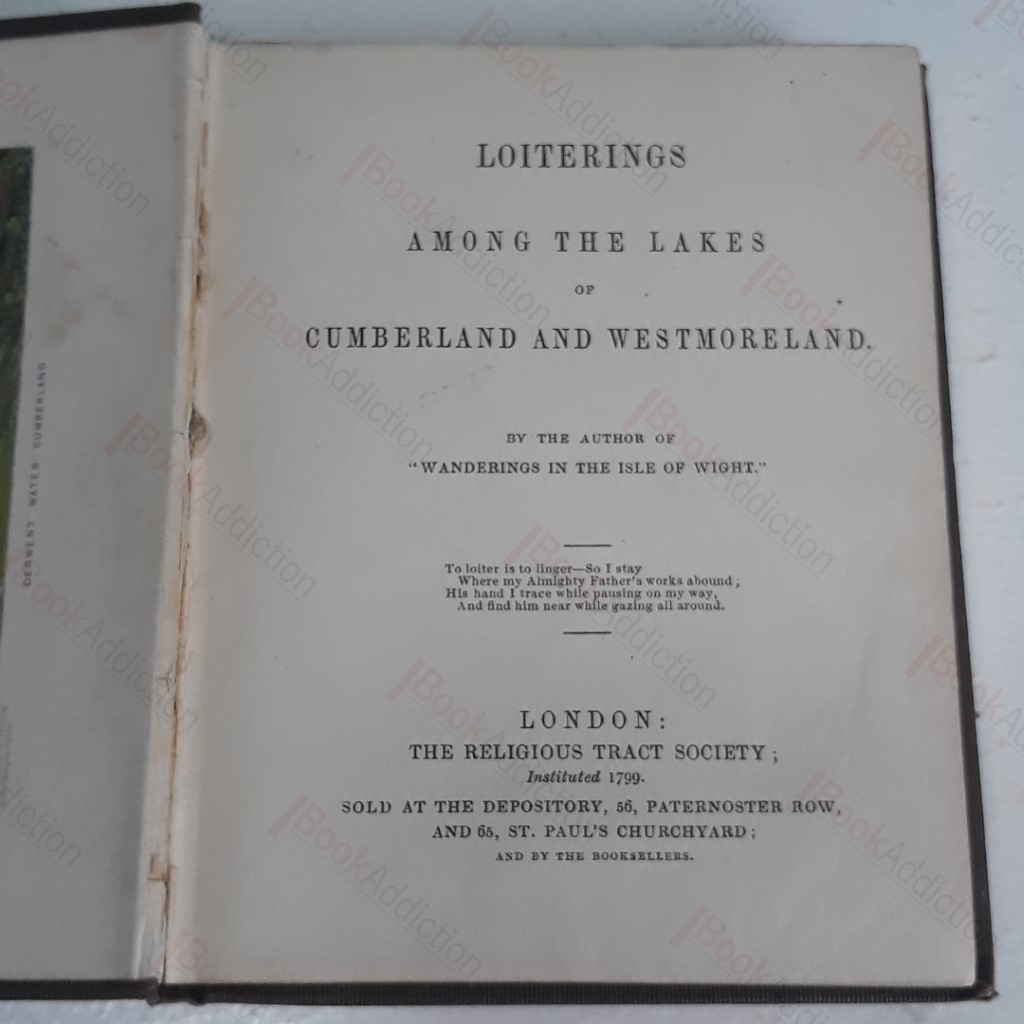 DERWENT WATER: CUMBERLAND
LOITERINGS
AMONG THE LAKES
OF
CUMBERLAND AND WESTMORELAND.
BY THE AUTHOR OF
"WANDERINGS IN THE ISLE OF WIGHT."
To loiter is to linger—So I stay
Where my Almighty Father's works abound;
His hand I trace while pausing on my way,
And find him near while gazing all around.
LONDON:
THE RELIGIOUS TRACT SOCIETY;
Instituted 1799.
SOLD AT THE DEPOSITORY, 56, PATERNOSTER ROW,
AND 65, ST. PAUL'S CHURCHYARD;
AND BY THE BOOKSELLERS.
BookAddiction